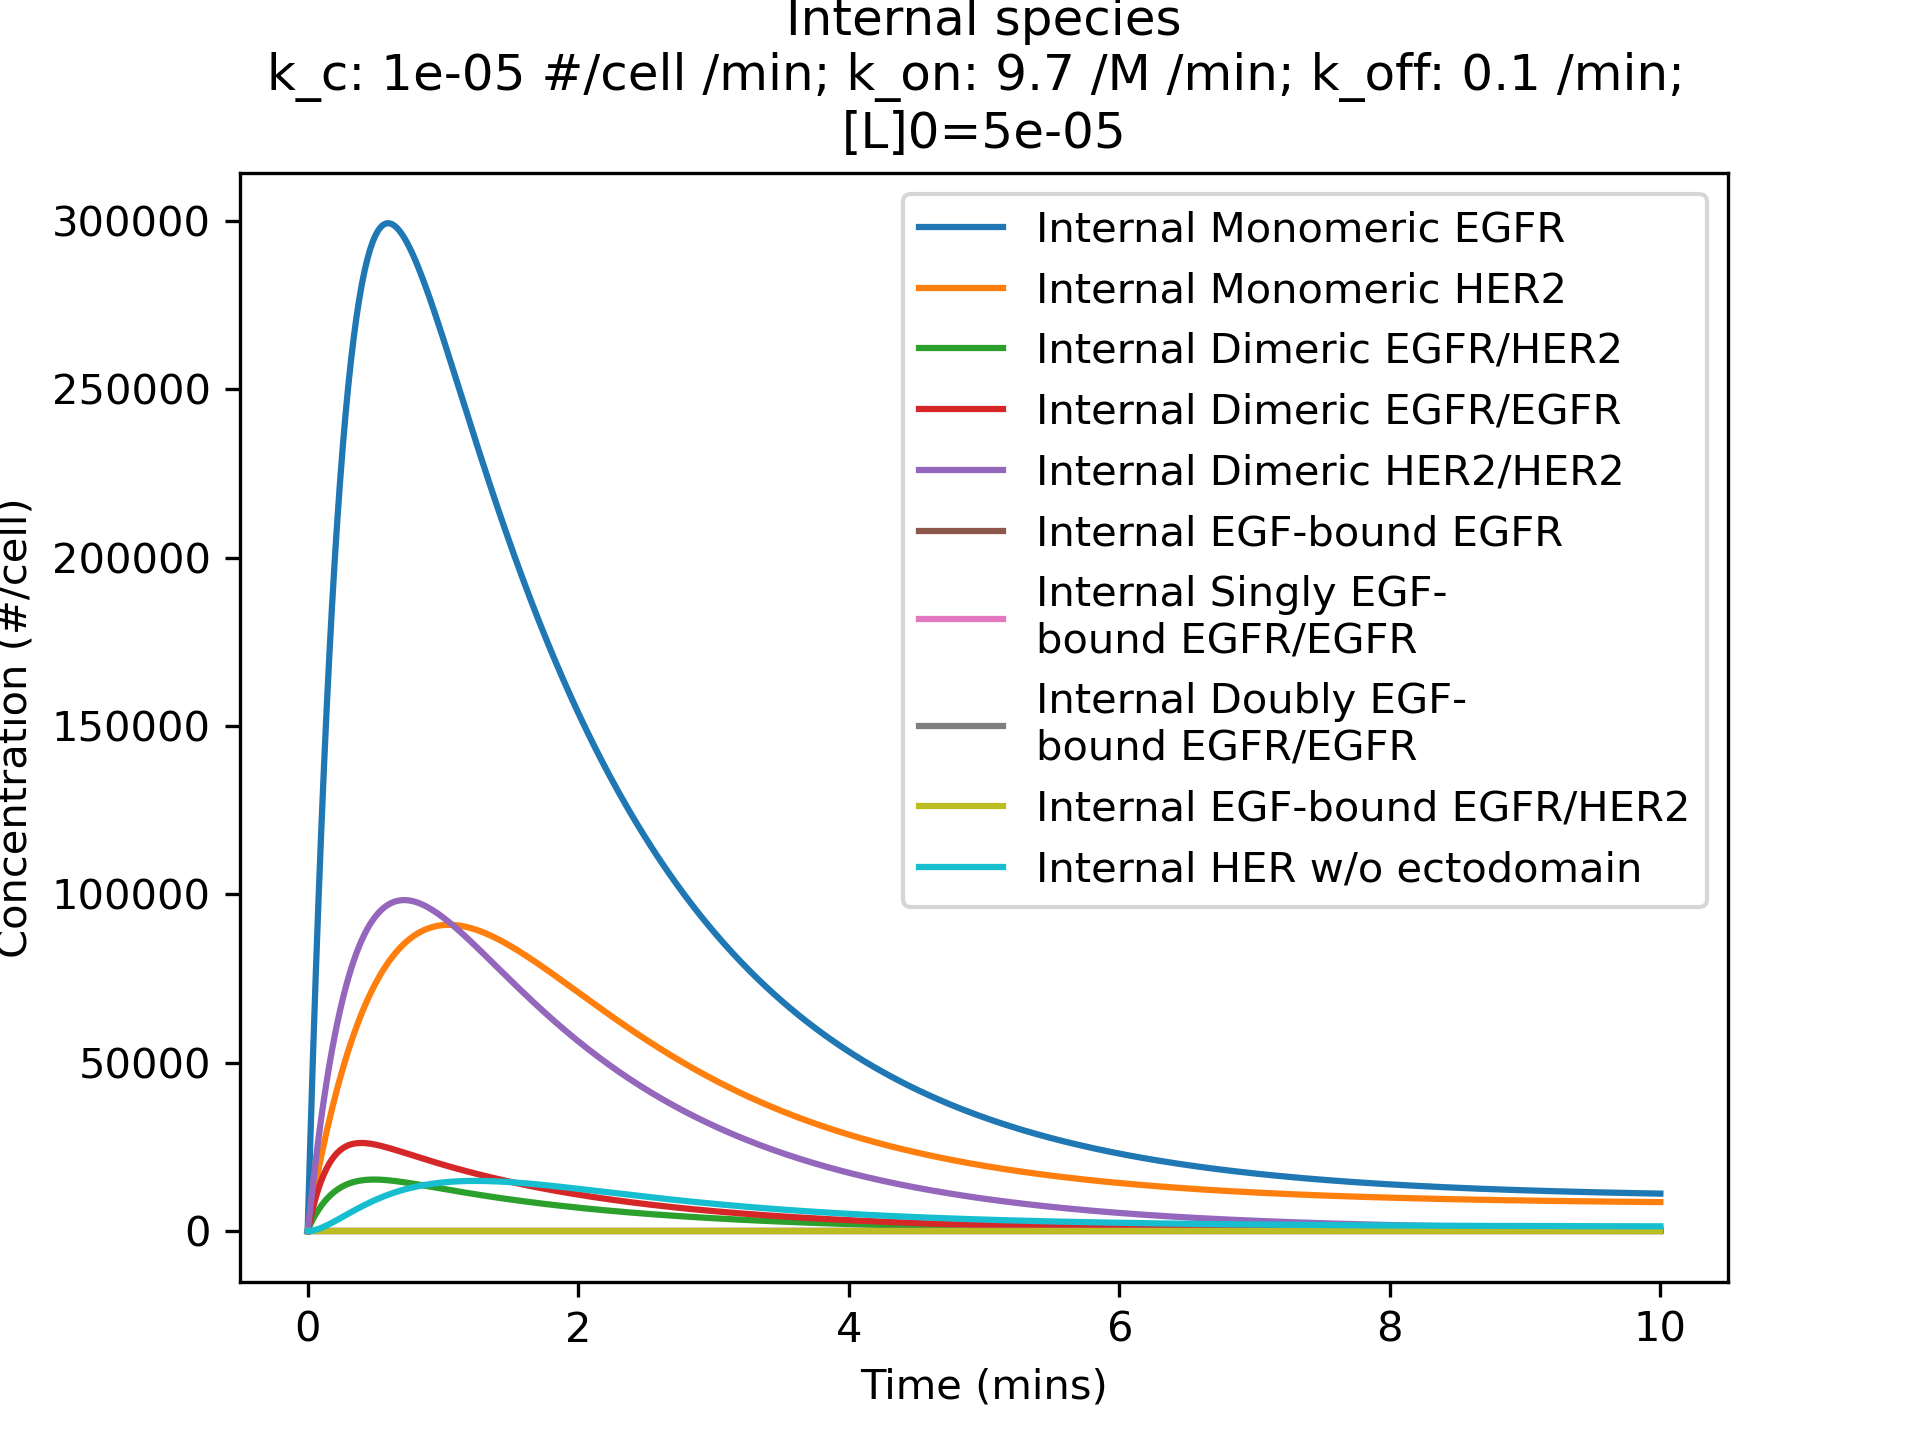 Internal species
k_c: 1e-05 #/cell /min; k_on: 9.7 /M /min; k_off: 0.1 /min;
[L]0=5e-05
300000
250000
200000
150000
100000
50000
0
Concentration (#/cell)
Internal Monomeric EGFR
Internal Monomeric HER2
Internal Dimeric EGFR/HER2
Internal Dimeric EGFR/EGFR
Internal Dimeric HER2/HER2
Internal EGF-bound EGFR
Internal Singly EGF-
bound EGFR/EGFR
Internal Doubly EGF-
bound EGFR/EGFR
Internal EGF-bound EGFR/HER2
Internal HER w/o ectodomain
0 2 4 6 8 10
Time (mins)